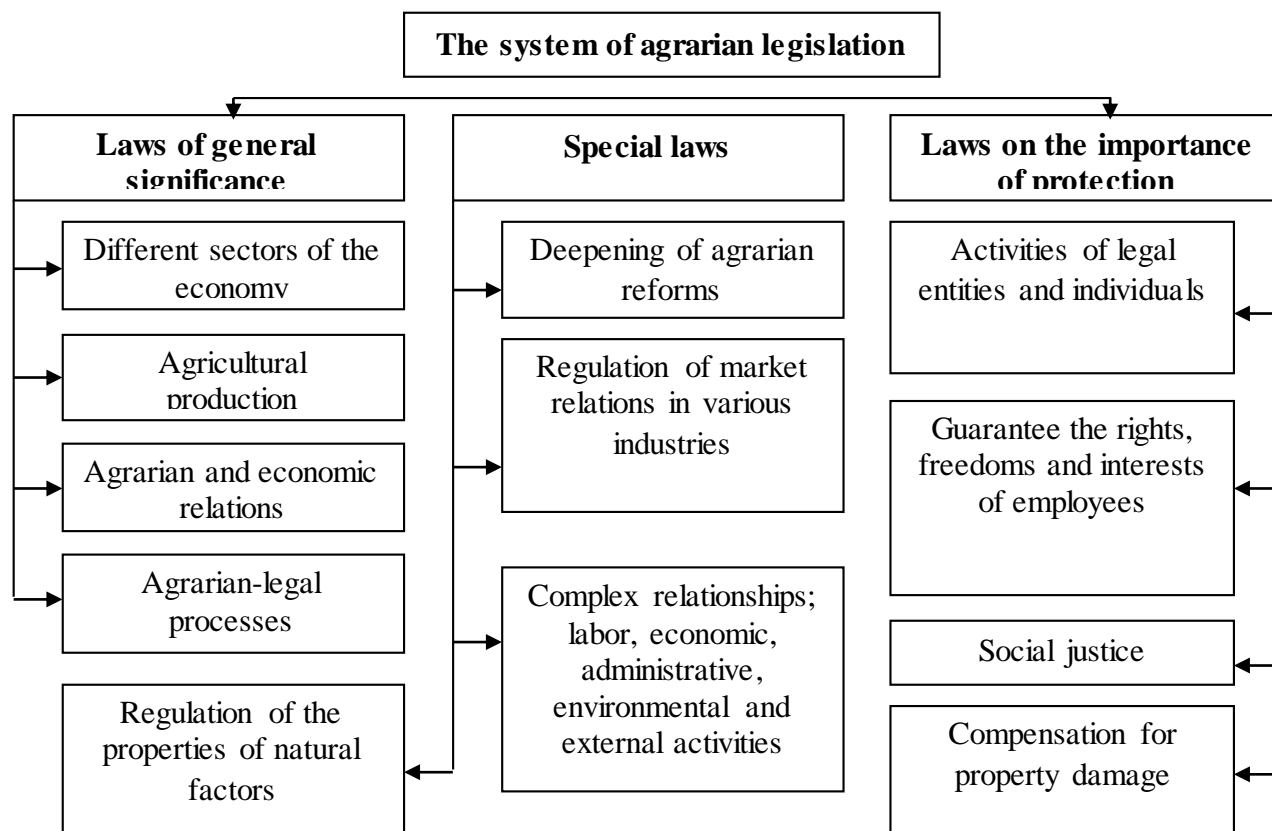 The system of agrarian legislation
Laws of general
significance
Special laws
Laws on the importance
of protection
Different sectors of the
economy
Agricultural
production
Agrarian and economic
relations
Agrarian-legal
processes
Regulation of the
properties of natural
factors
Deepening of agrarian
reforms
Regulation of market
relations in various
industries
Complex relationships;
labor, economic,
administrative,
environmental and
external activities
Activities of legal
entities and individuals
Guarantee the rights,
freedoms and interests
of employees
Social justice
Compensation for
property damage